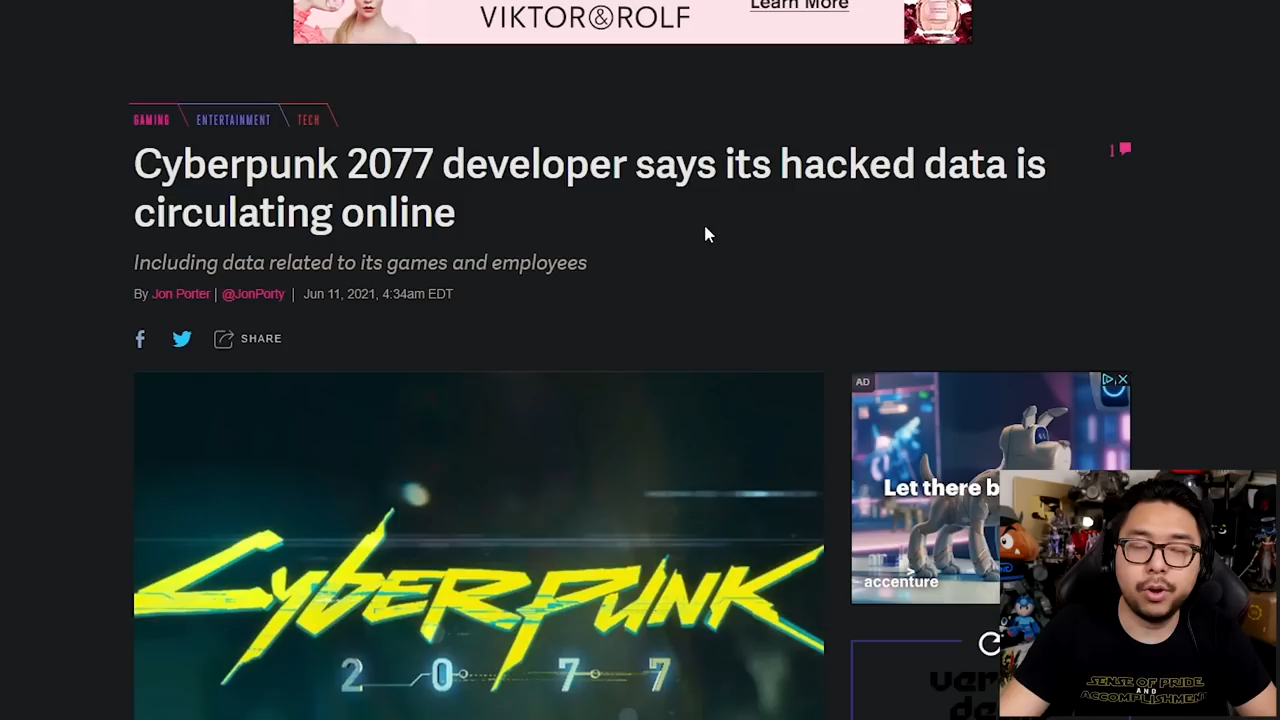 VIKTOR&ROLF
Learn More
GAMING
ENTERTAINMENT
TECH
Cyberpunk 2077 developer says its hacked data is
circulating online
1
Including data related to its games and employees
By Jon Porter | @JonPorty | Jun 11, 2021, 4:34am EDT
SHARE
AD
Let there b
accenture
Cyberpunk
2077
SENSE OF PRIDE
AND
ACCOMPLISHMENT